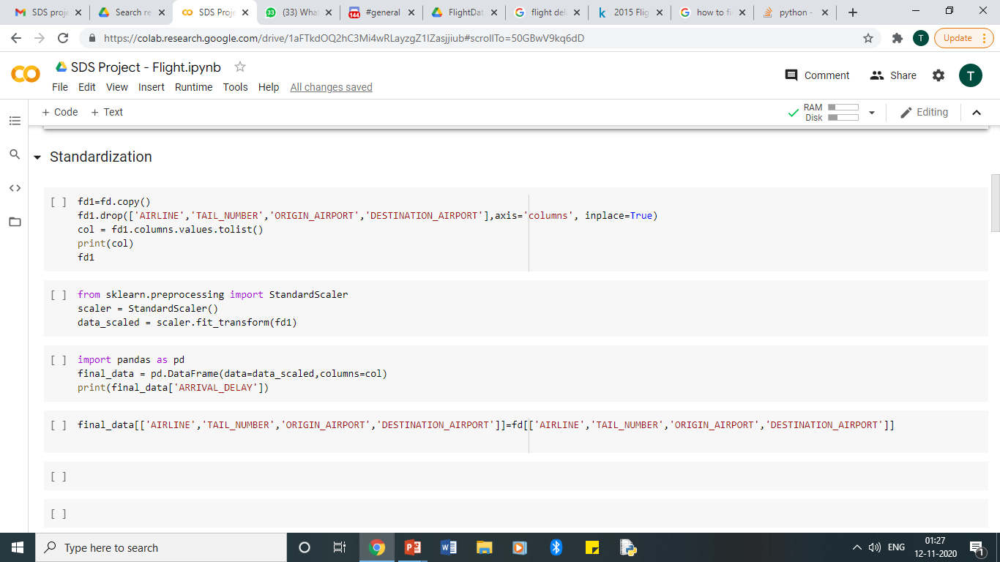 SDS proje
Search re
SDS Proje
(33) What
#general
FlightDat
flight del
2015 Flig
how to fi
python -
https://colab.research.google.com/drive/1aFTkdOQ2hC3Mi4wRLayzgZ1IZasjjiub#scrollTo=50GBwV9kq6dD
T
Update
SDS Project - Flight.ipynb
File Edit View Insert Runtime Tools Help All changes saved
Comment
Share
T
+ Code + Text
RAM
Disk
Editing
Standardization
[ ] fd1=fd.copy()
fd1.drop(['AIRLINE','TAIL_NUMBER','ORIGIN_AIRPORT','DESTINATION_AIRPORT'],axis='columns', inplace=True)
col = fd1.columns.values.tolist()
print(col)
fd1
[ ] from sklearn.preprocessing import StandardScaler
scaler = StandardScaler()
data_scaled = scaler.fit_transform(fd1)
[ ] import pandas as pd
final_data = pd.DataFrame(data=data_scaled,columns=col)
print(final_data['ARRIVAL_DELAY'])
[ ] final_data[['AIRLINE','TAIL_NUMBER','ORIGIN_AIRPORT','DESTINATION_AIRPORT']]=fd[['AIRLINE','TAIL_NUMBER','ORIGIN_AIRPORT','DESTINATION_AIRPORT']]
[ ]
[ ]
Type here to search
ENG
01:27
12-11-2020
1